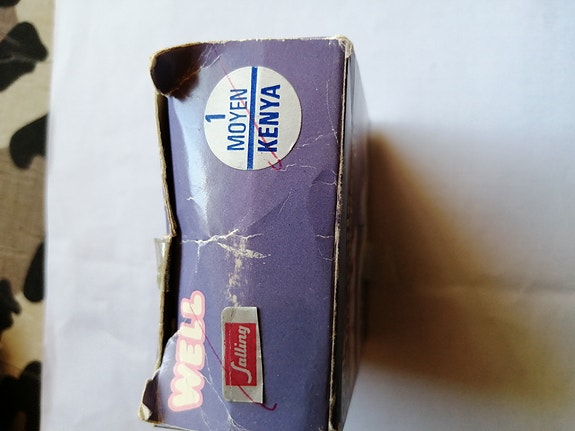 1
MOYEN
KENYA
WELL
Salling